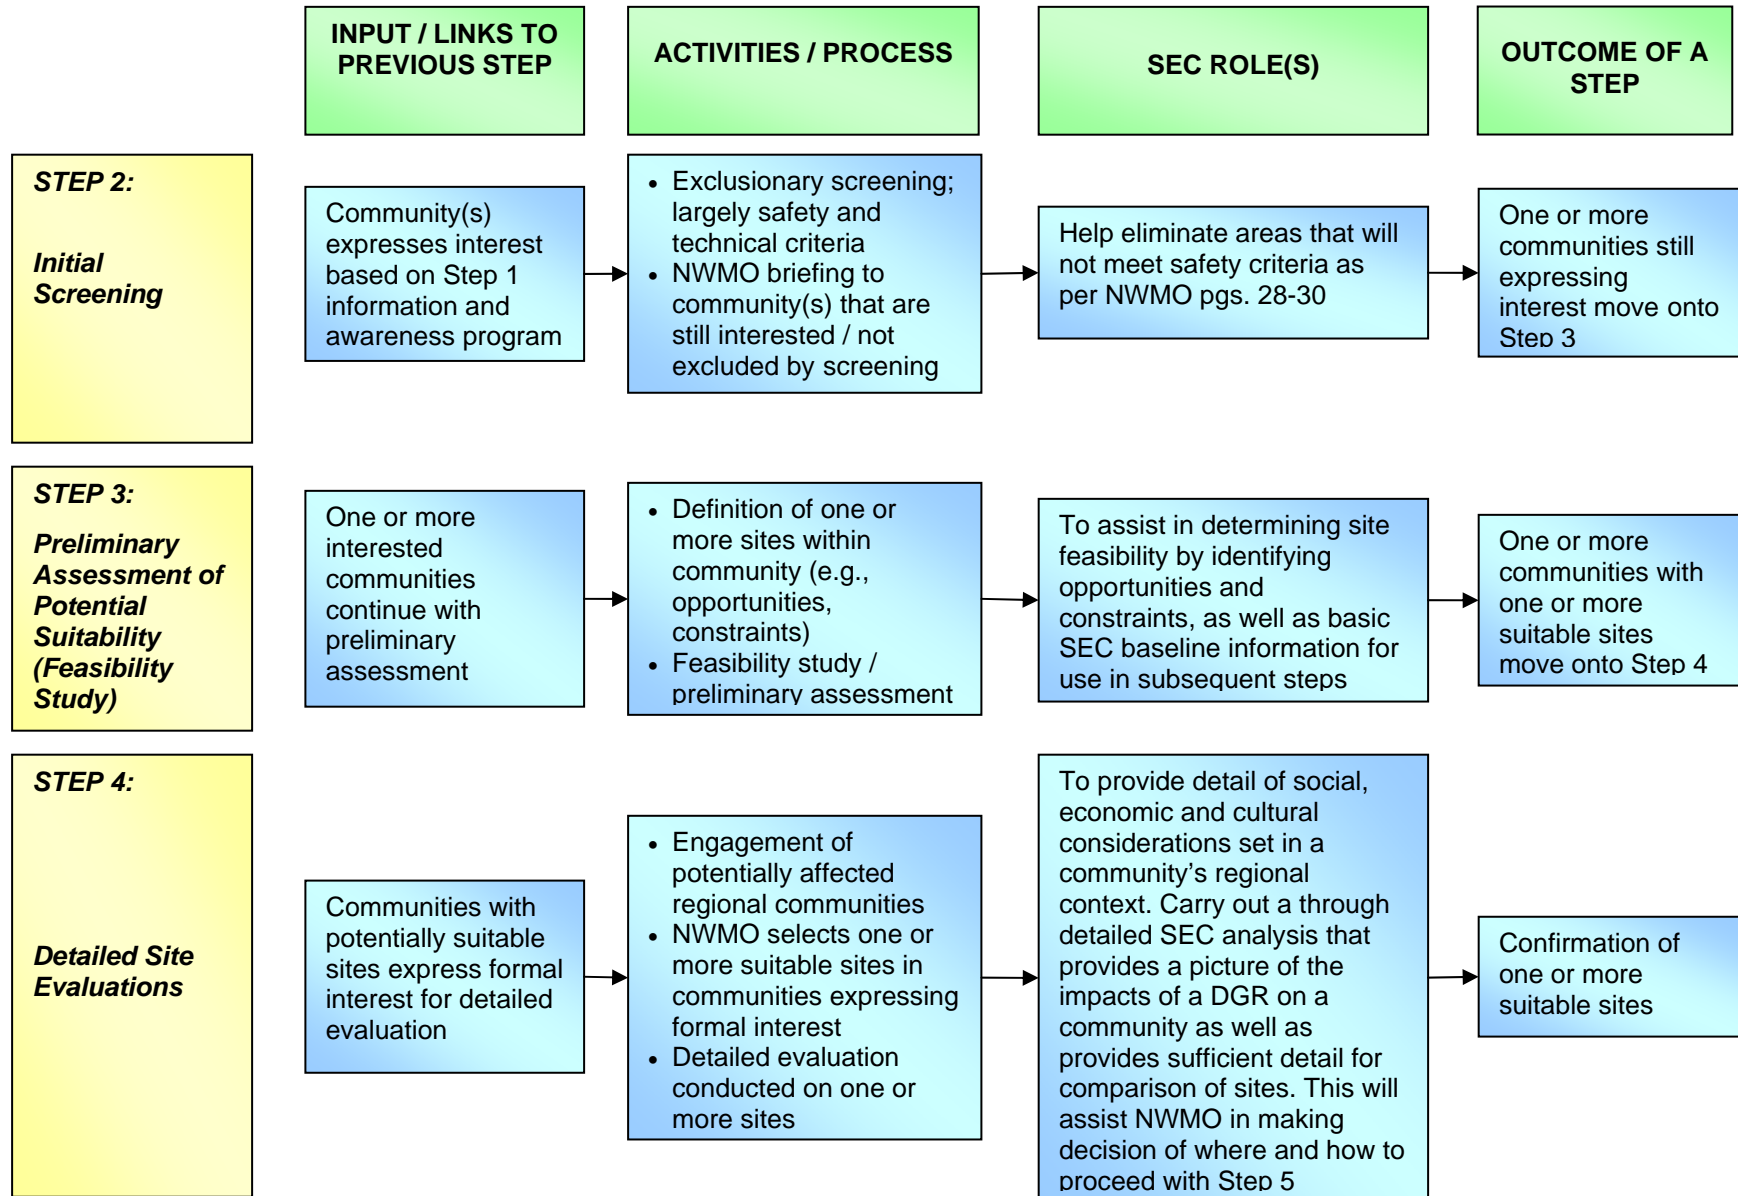 INPUT / LINKS TO
PREVIOUS STEP
ACTIVITIES / PROCESS
SEC ROLE(S)
OUTCOME OF A
STEP
STEP 2:
Initial
Screening
Community(s)
expresses interest
based on Step 1
information and
awareness program
• Exclusionary screening;
largely safety and
technical criteria
• NWMO briefing to
community(s) that are
still interested / not
excluded by screening
Help eliminate areas that will
not meet safety criteria as
per NWMO pgs. 28-30
One or more
communities still
expressing
interest move onto
Step 3
STEP 3:
Preliminary
Assessment of
Potential
Suitability
(Feasibility
Study)
One or more
interested
communities
continue with
preliminary
assessment
• Definition of one or
more sites within
community (e.g.,
opportunities,
constraints)
• Feasibility study /
preliminary assessment
To assist in determining site
feasibility by identifying
opportunities and
constraints, as well as basic
SEC baseline information for
use in subsequent steps
One or more
communities with
one or more
suitable sites
move onto Step 4
STEP 4:
Detailed Site
Evaluations
Communities with
potentially suitable
sites express formal
interest for detailed
evaluation
• Engagement of
potentially affected
regional communities
• NWMO selects one or
more suitable sites in
communities expressing
formal interest
• Detailed evaluation
conducted on one or
more sites
To provide detail of social,
economic and cultural
considerations set in a
community’s regional
context. Carry out a through
detailed SEC analysis that
provides a picture of the
impacts of a DGR on a
community as well as
provides sufficient detail for
comparison of sites. This will
assist NWMO in making
decision of where and how to
proceed with Step 5
Confirmation of
one or more
suitable sites